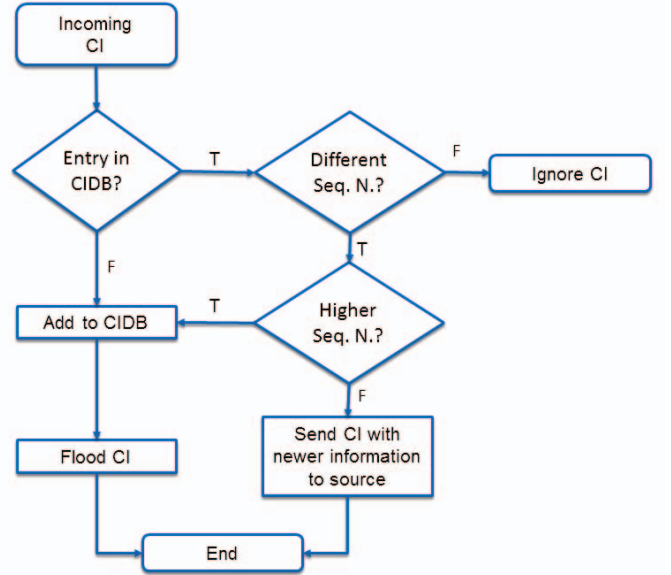 Incoming
CI
Entry in
CIDB?
T
Different
Seq. N.?
F
Ignore CI
F
T
Add to CIDB
T
Higher
Seq. N.?
F
Flood CI
Send CI with
newer information
to source
End